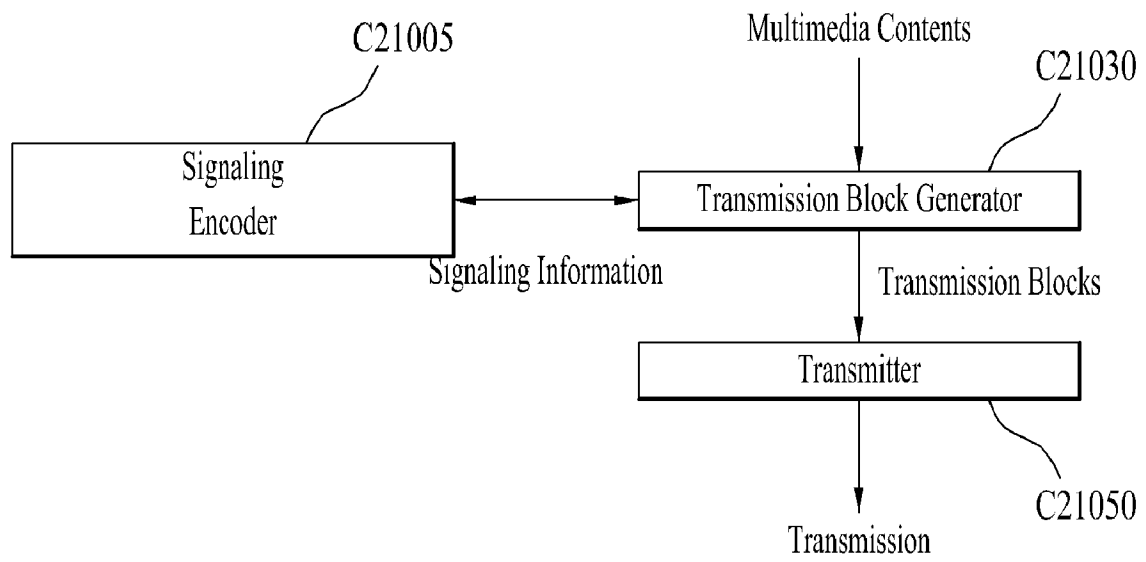 C21005
Multimedia Contents
C21030
Signaling
Encoder
Transmission Block Generator
Signaling Information
Transmission Blocks
Transmitter
C21050
Transmission